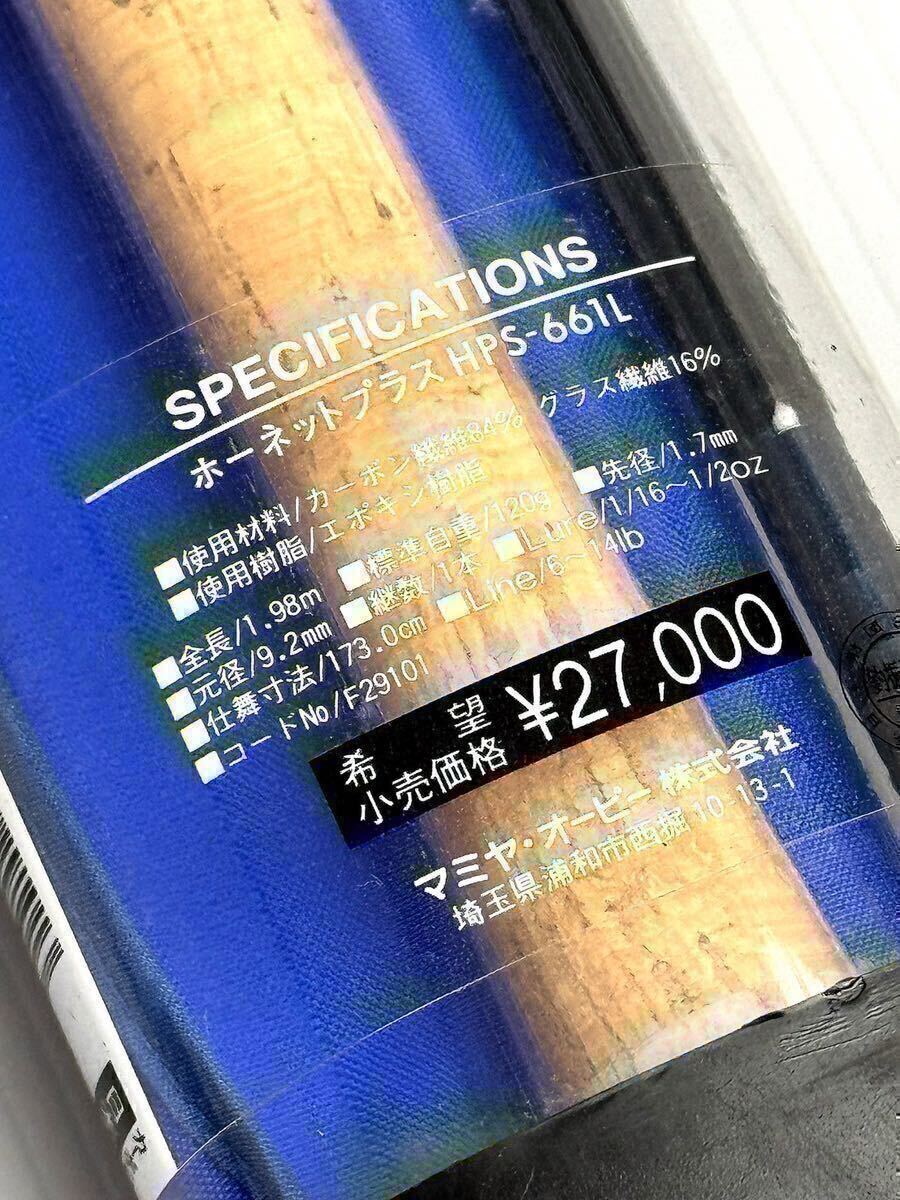 SPECIFICATIONS
ホーネットプラス HPS-661L
■使用材料/カーボン繊維84% グラス繊維16%
■使用樹脂/エポキシ樹脂
■全長/1.98m ■標準自重/120g ■先径/1.7mm
■元径/9.2mm ■継数/1本 ■Lure/1/16〜1/2oz
■仕舞寸法/173.0cm ■Line/6〜14lb
■コードNo/F29101
希望
小売価格 ¥27,000
マミヤ・オーピー株式会社
埼玉県浦和市西堀10-13-1